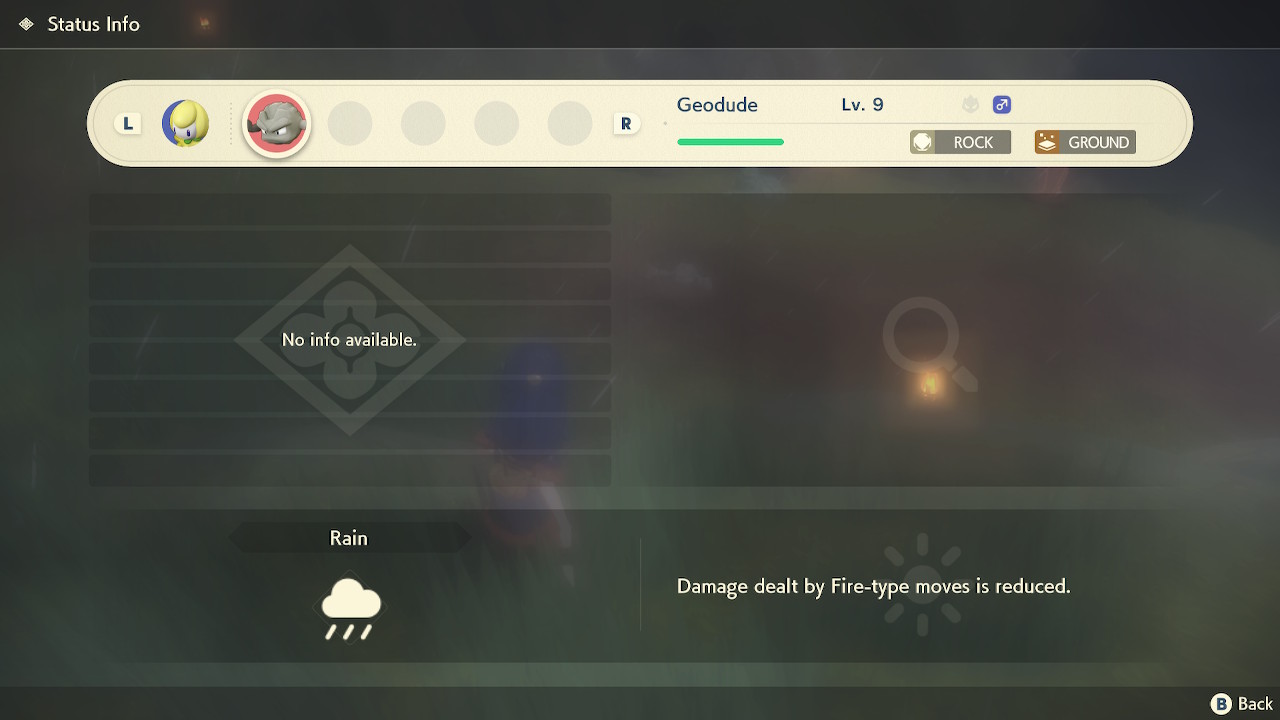 Status Info
L
R
Geodude
Lv. 9
ROCK
GROUND
No info available.
Rain
Damage dealt by Fire-type moves is reduced.
B Back